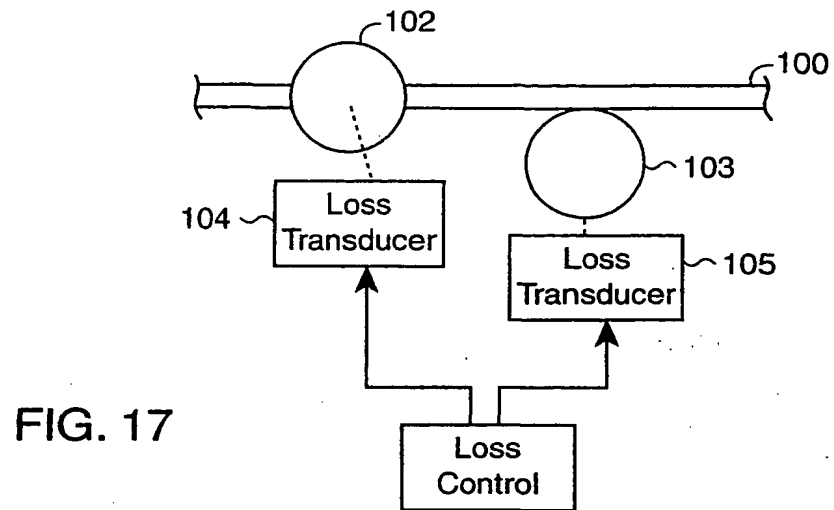 102
100
103
104
Loss
Transducer
Loss
Transducer
105
FIG. 17
Loss
Control